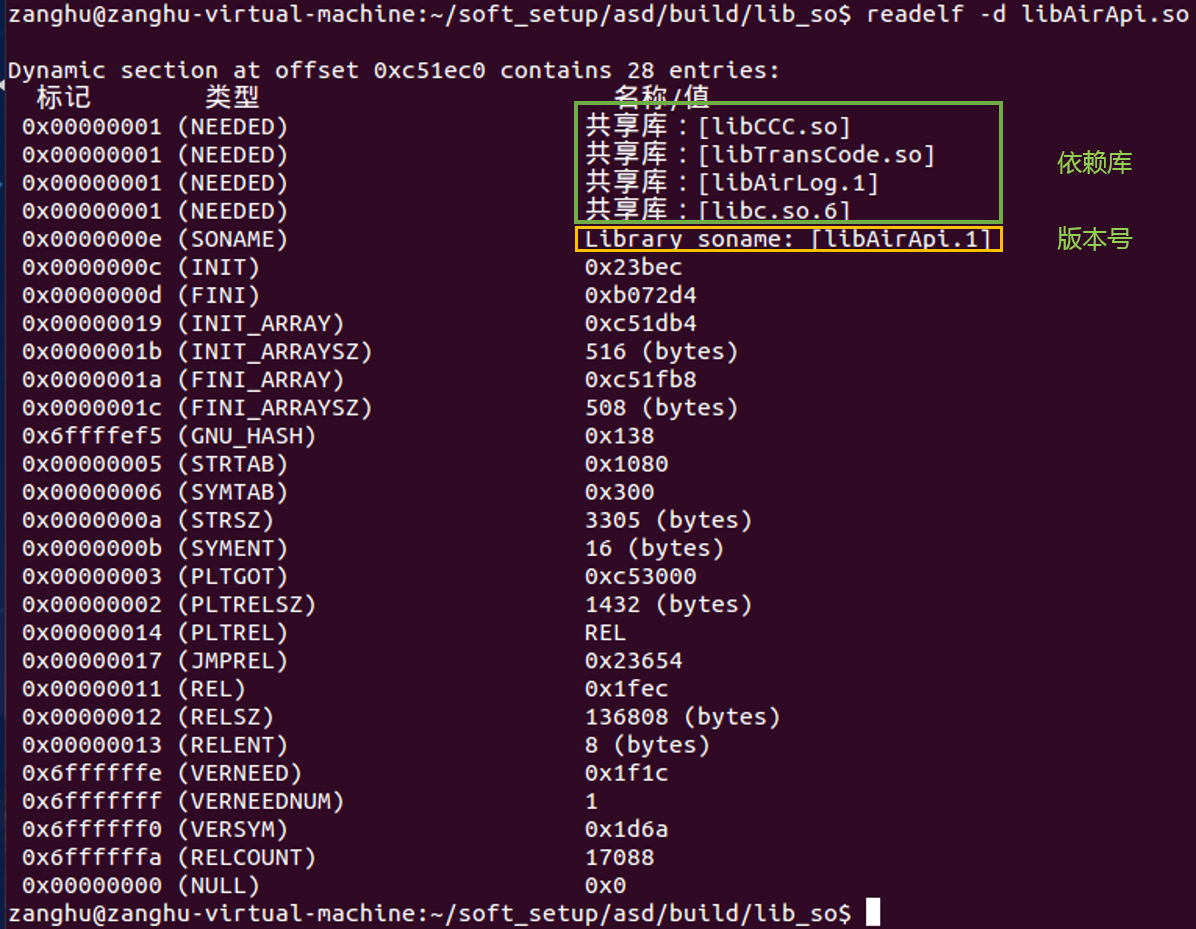 zanghu@zanghu-virtual-machine:~/soft_setup/asd/build/lib_so$ readelf -d libAirApi.so
Dynamic section at offset 0xc51ec0 contains 28 entries:
标记 类型 名称/值
0x00000001 (NEEDED) 共享库：[libCCC.so]
0x00000001 (NEEDED) 共享库：[libTransCode.so]
依赖库
0x00000001 (NEEDED) 共享库：[libAirLog.1]
0x00000001 (NEEDED) 共享库：[libc.so.6]
0x0000000e (SONAME) Library soname: [libAirApi.1] 版本号
0x0000000c (INIT) 0x23bec
0x0000000d (FINI) 0xb072d4
0x00000019 (INIT_ARRAY) 0xc51db4
0x0000001b (INIT_ARRAYSZ) 516 (bytes)
0x0000001a (FINI_ARRAY) 0xc51fb8
0x0000001c (FINI_ARRAYSZ) 508 (bytes)
0x6ffffef5 (GNU_HASH) 0x138
0x00000005 (STRTAB) 0x1080
0x00000006 (SYMTAB) 0x300
0x0000000a (STRSZ) 3305 (bytes)
0x0000000b (SYMENT) 16 (bytes)
0x00000003 (PLTGOT) 0xc53000
0x00000002 (PLTRELSZ) 1432 (bytes)
0x00000014 (PLTREL) REL
0x00000017 (JMPREL) 0x23654
0x00000011 (REL) 0x1fec
0x00000012 (RELSZ) 136808 (bytes)
0x00000013 (RELENT) 8 (bytes)
0x6ffffffe (VERNEED) 0x1f1c
0x6fffffff (VERNEEDNUM) 1
0x6ffffff0 (VERSYM) 0x1d6a
0x6ffffffa (RELCOUNT) 17088
0x00000000 (NULL) 0x0
zanghu@zanghu-virtual-machine:~/soft_setup/asd/build/lib_so$